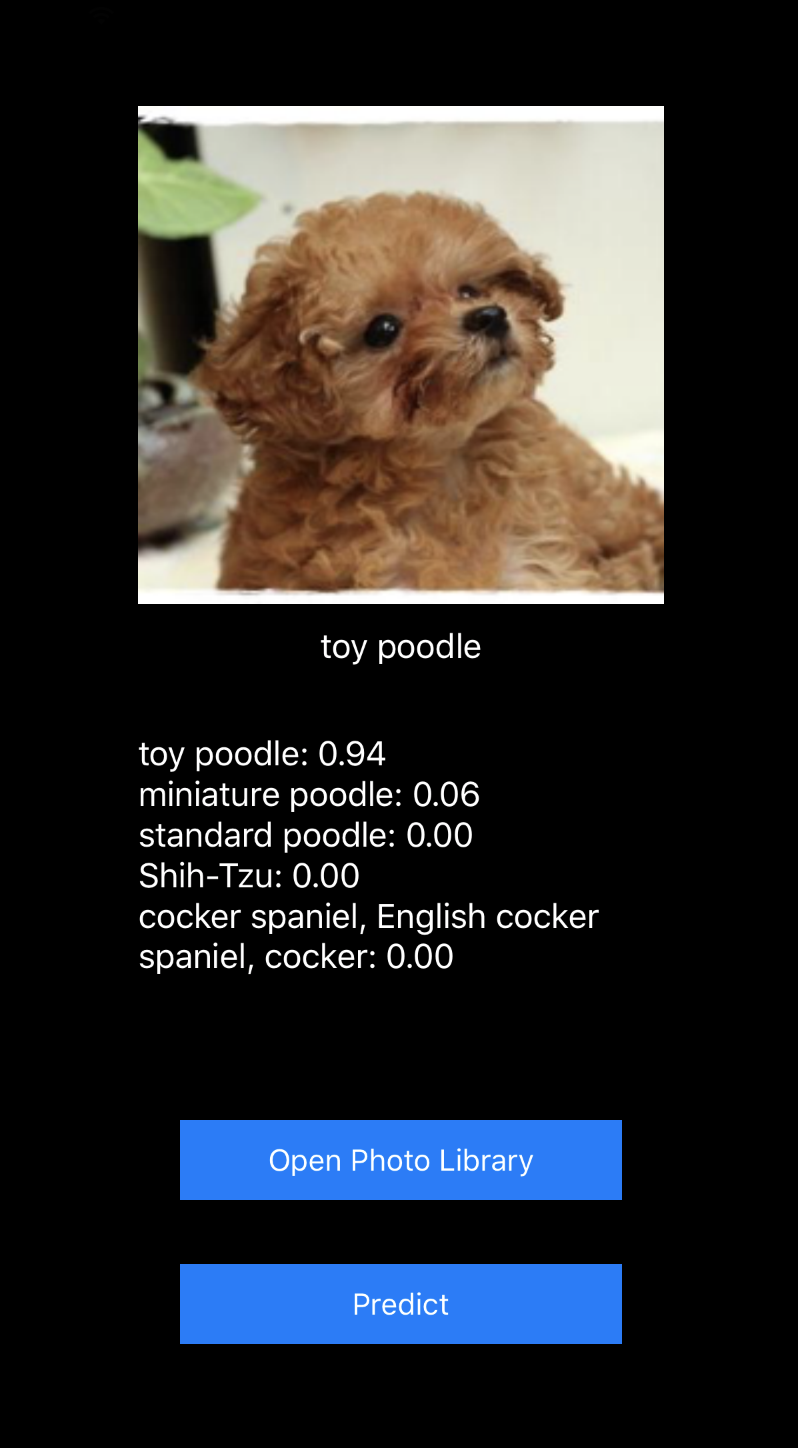 toy poodle
toy poodle: 0.94
miniature poodle: 0.06
standard poodle: 0.00
Shih-Tzu: 0.00
cocker spaniel, English cocker
spaniel, cocker: 0.00
Open Photo Library
Predict